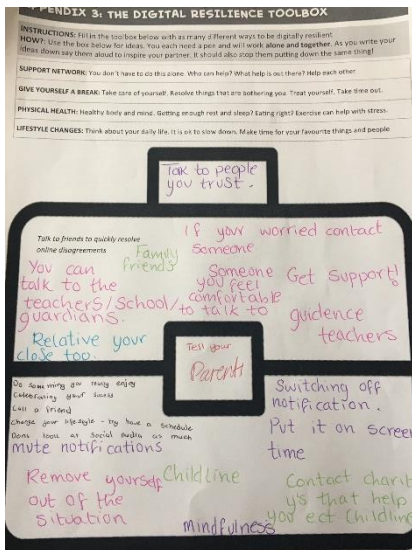 PENDIX 3: THE DIGITAL RESILIENCE TOOLBOX
INSTRUCTIONS: Fill in the toolbox below with as many different ways to be digitally resilient.
HOW?: Use the box below for ideas. You each need a pen and will work alone and together. As you write your
ideas down say them aloud to inspire your partner. It should also stop them putting down the same thing!
SUPPORT NETWORK: You don't have to do this alone. Who can help? What help is out there? Help each other
GIVE YOURSELF A BREAK: Take care of yourself. Resolve things that are bothering you. Treat yourself. Take time out.
PHYSICAL HEALTH: Healthy body and mind. Getting enough rest and sleep? Eating right? Exercise can help with stress.
LIFESTYLE CHANGES: Think about your daily life. It is ok to slow down. Make time for your favourite things and people
Talk to people
you trust.
If your worried contact
someone
Talk to friends to quickly resolve
online disagreements
Family
friends
You can
talk to the
teachers/school/
guardians.
Someone
you feel
comfortable
to talk to
Get support!
guidence
teachers
Relative your
close too.
Tell your
Parents
Do something you really enjoy
Celebrating your success
Call a friend
Change your lifestyle - try have a schedule
Dont look at social media as much
mute notifications
Switching off
notification.
Put it on screen
time
Remove yourself
out of the
situation
Childline
Contact charit
y's that help
you ect Childline
mindfulness